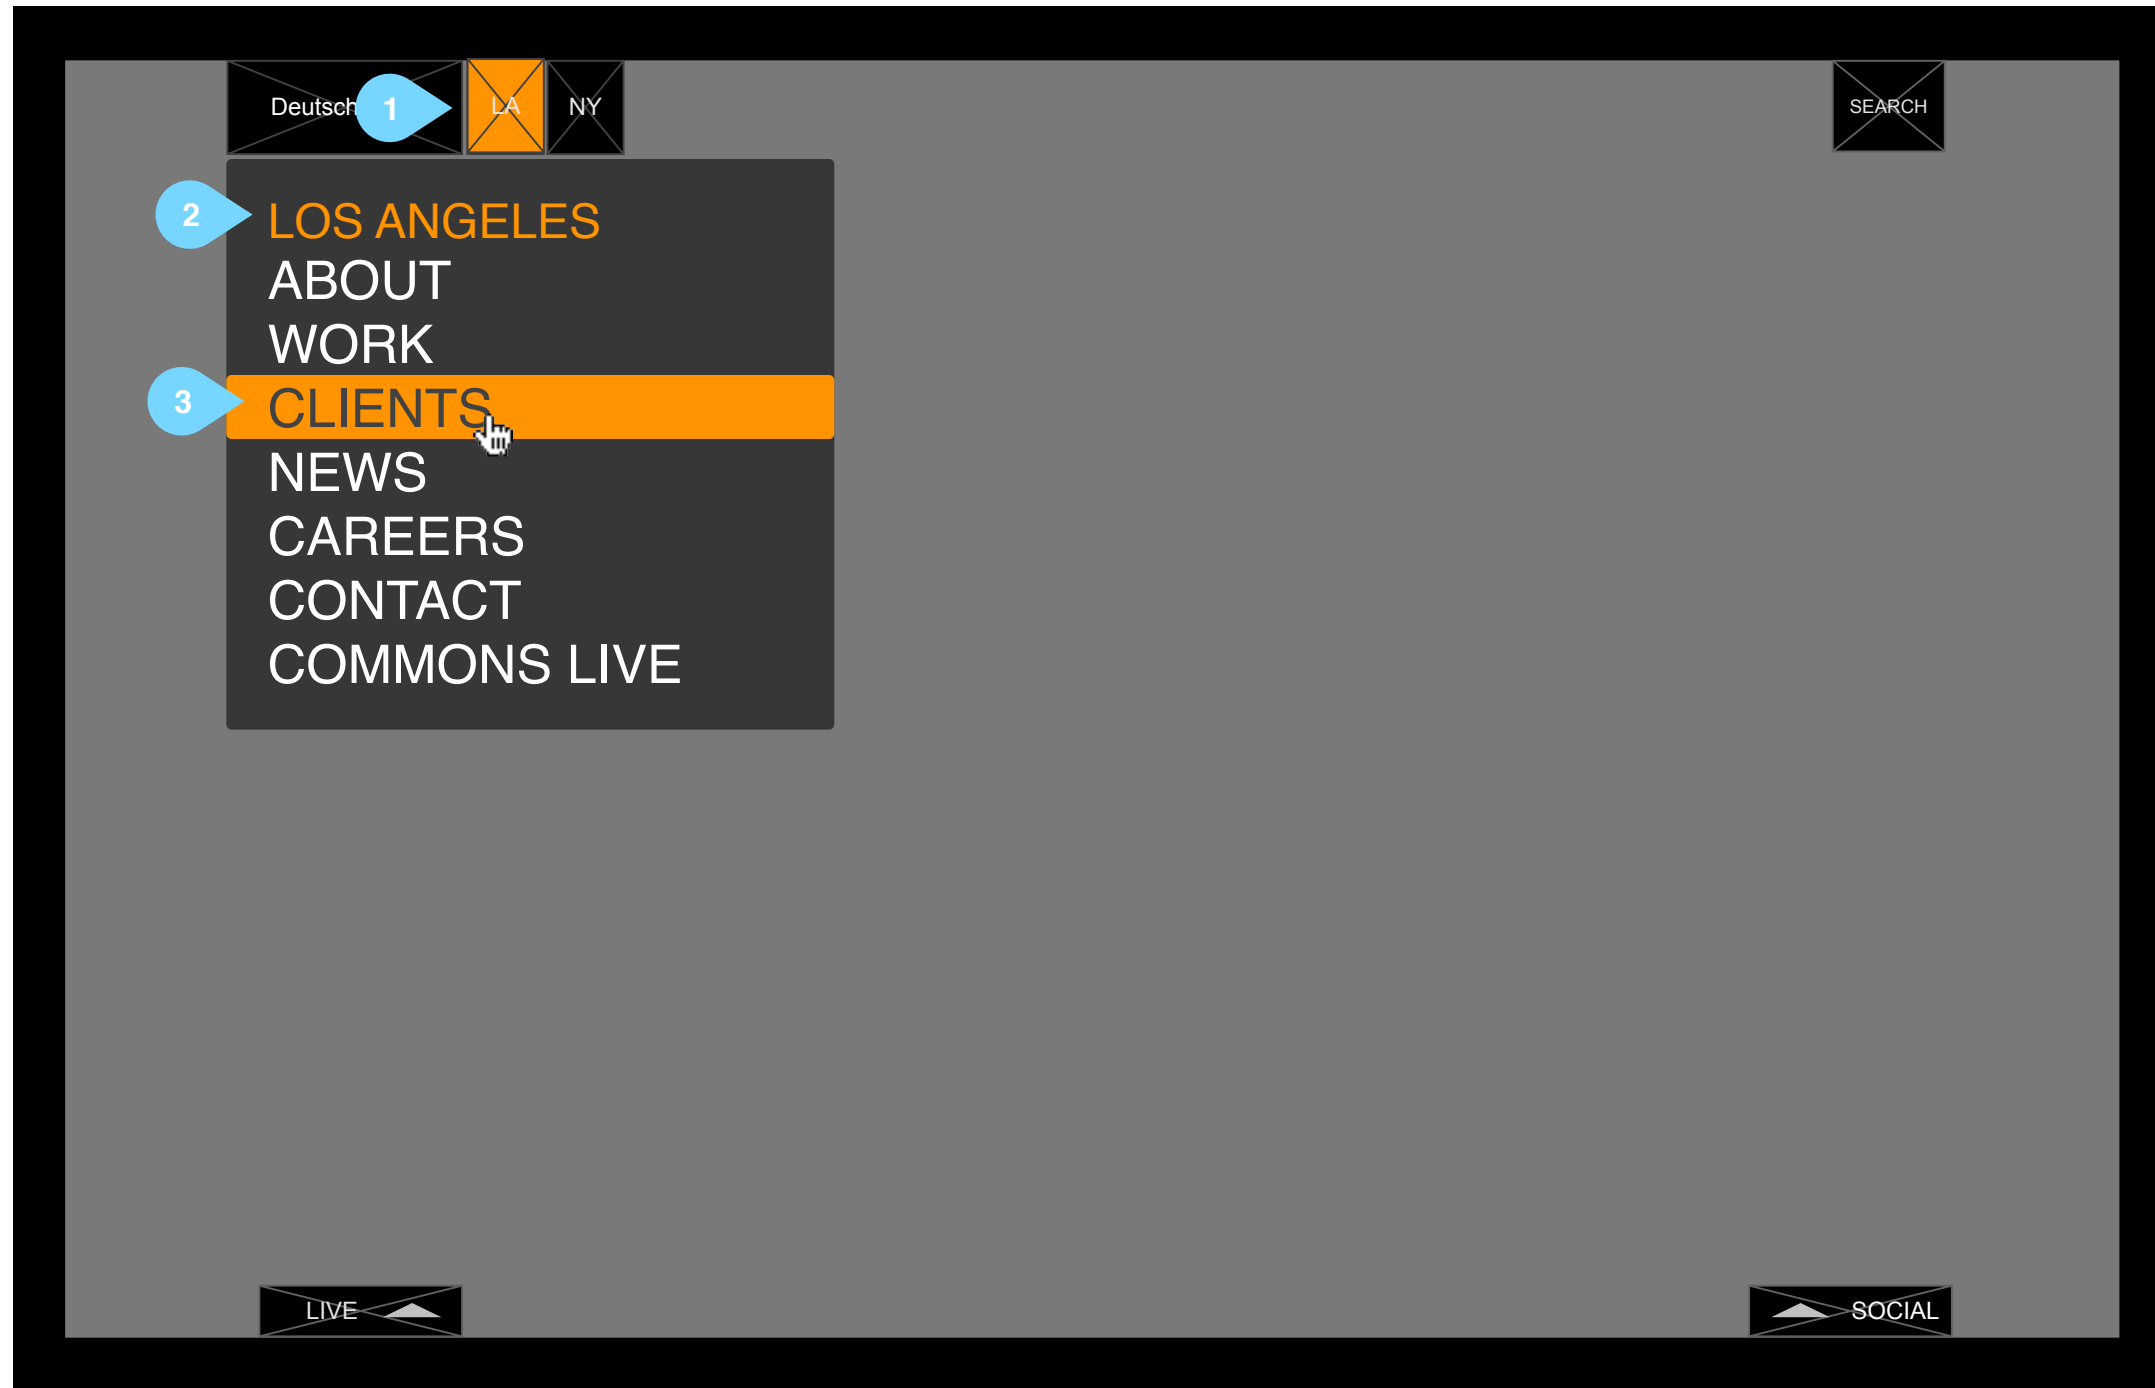 Deutsch 1 LA NY SEARCH
2 LOS ANGELES
ABOUT
WORK
3 CLIENTS
NEWS
CAREERS
CONTACT
COMMONS LIVE
LIVE SOCIAL